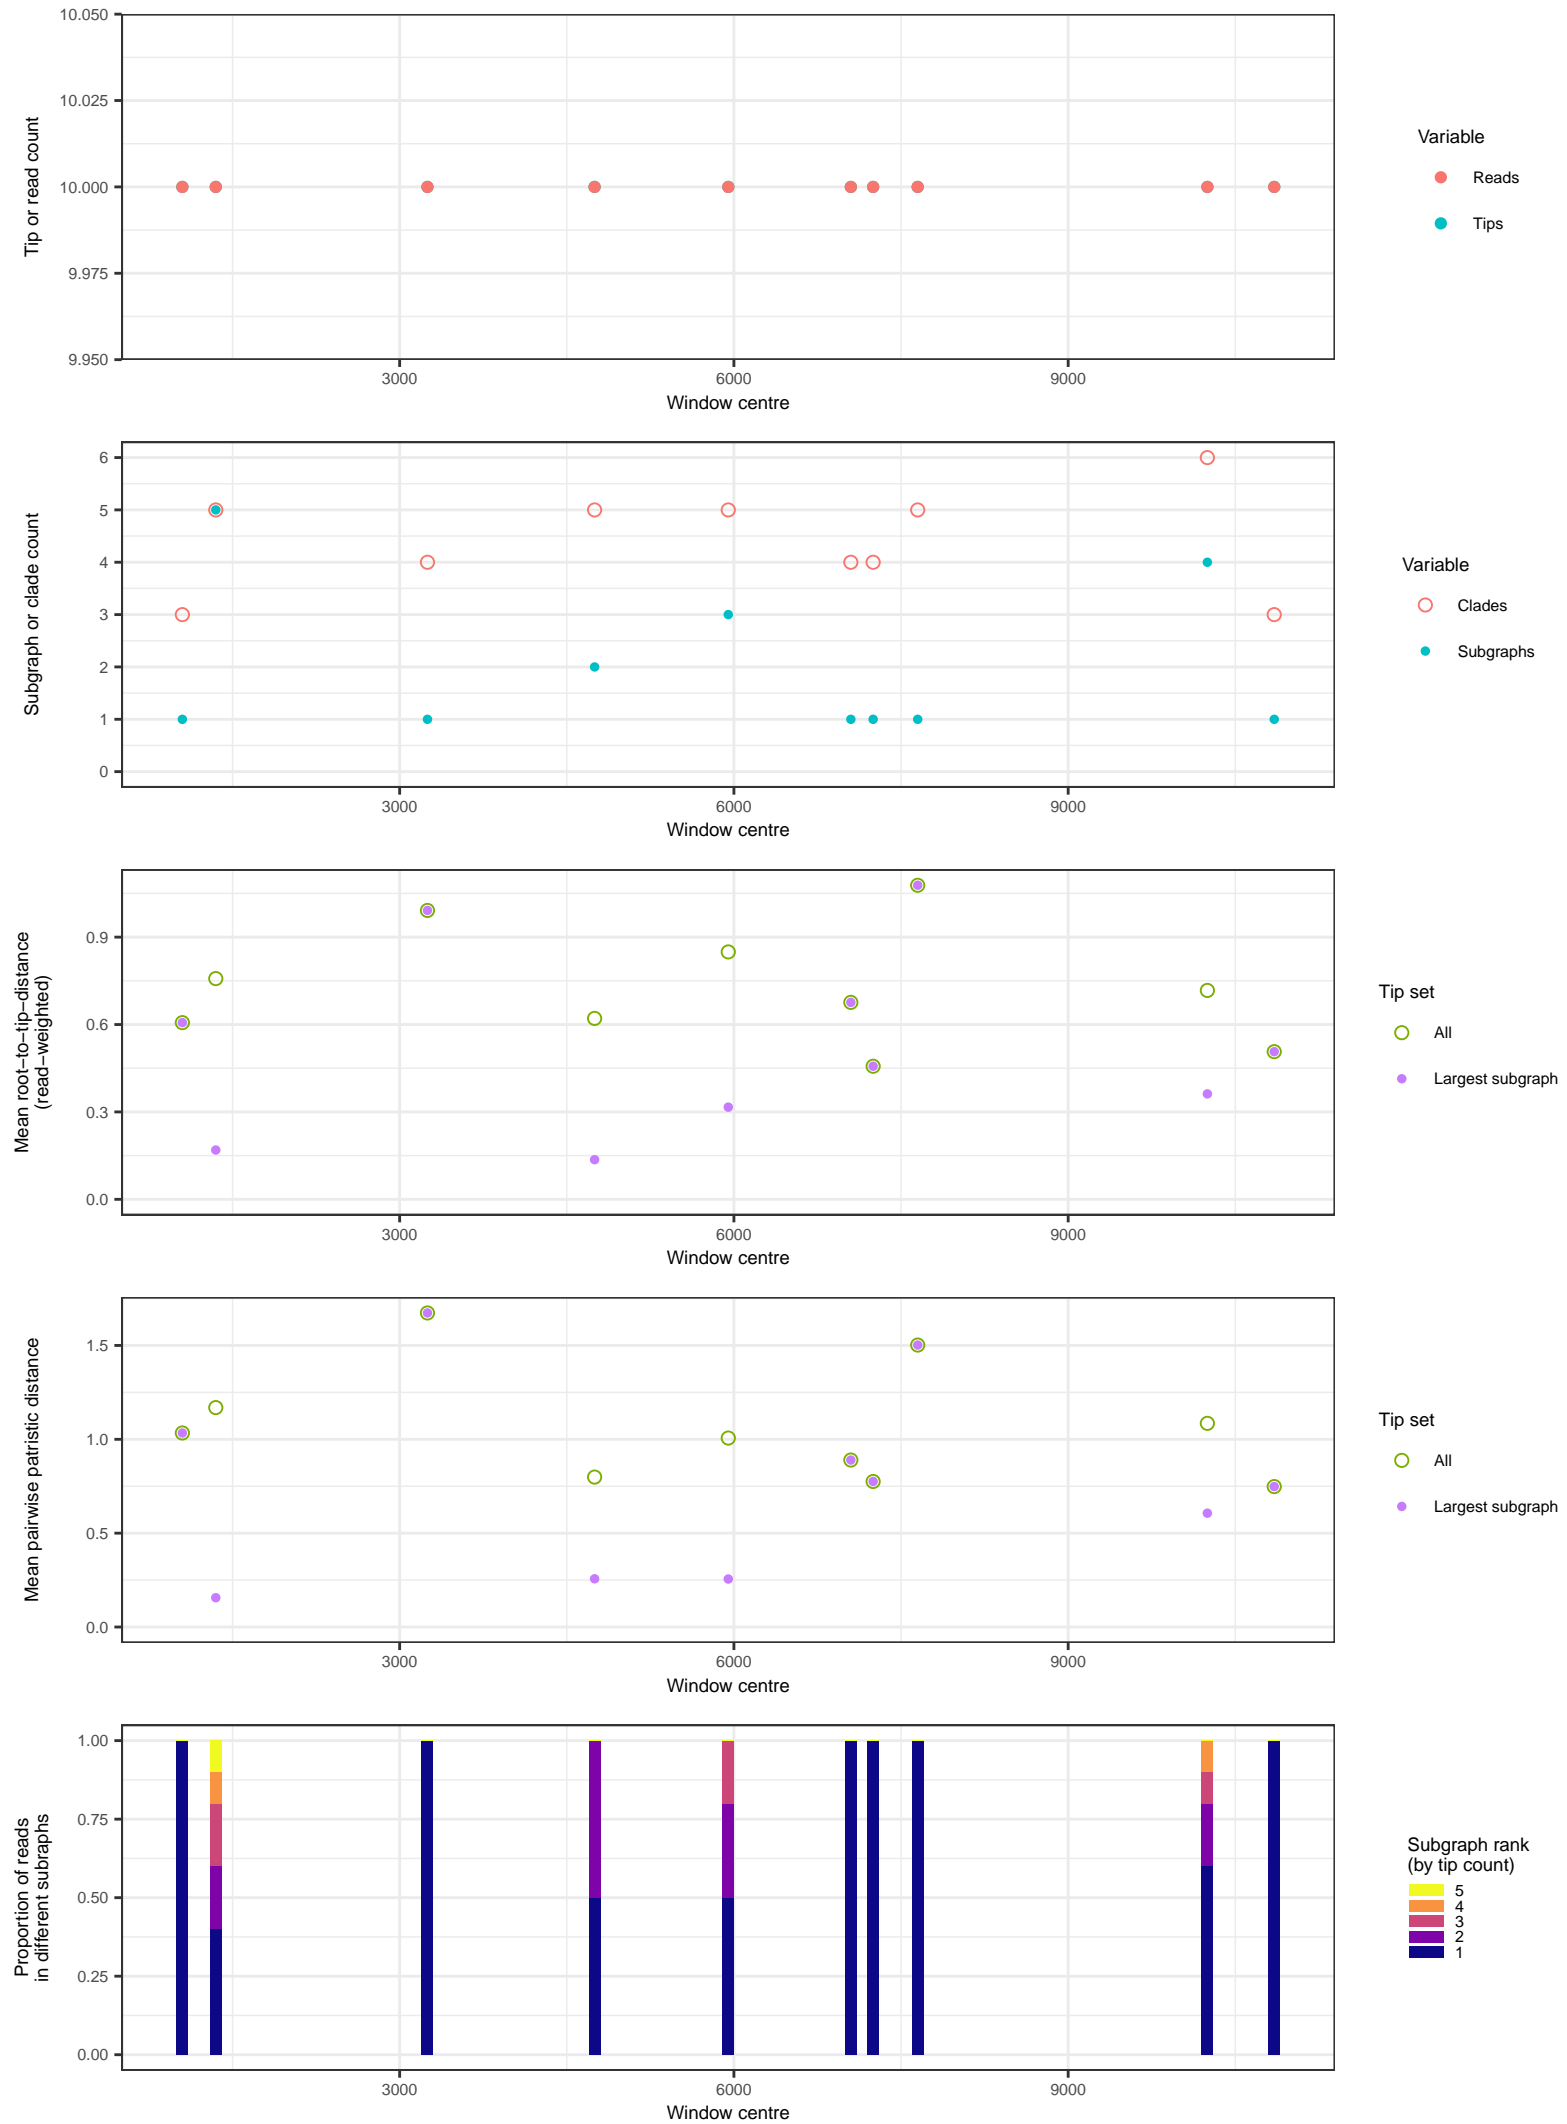 10.050
10.025
10.000
9.975
9.950
Tip or read count
3000 6000 9000
Window centre
Variable
Reads
Tips
6
5
4
3
2
1
0
Subgraph or clade count
3000 6000 9000
Window centre
Variable
Clades
Subgraphs
0.9
0.6
0.3
0.0
Mean root−to−tip−distance
(read−weighted)
3000 6000 9000
Window centre
Tip set
All
Largest subgraph
1.5
1.0
0.5
0.0
Mean pairwise patristic distance
3000 6000 9000
Window centre
Tip set
All
Largest subgraph
1.00
0.75
0.50
0.25
0.00
Proportion of reads
in different subraphs
3000 6000 9000
Window centre
Subgraph rank
(by tip count)
5
4
3
2
1